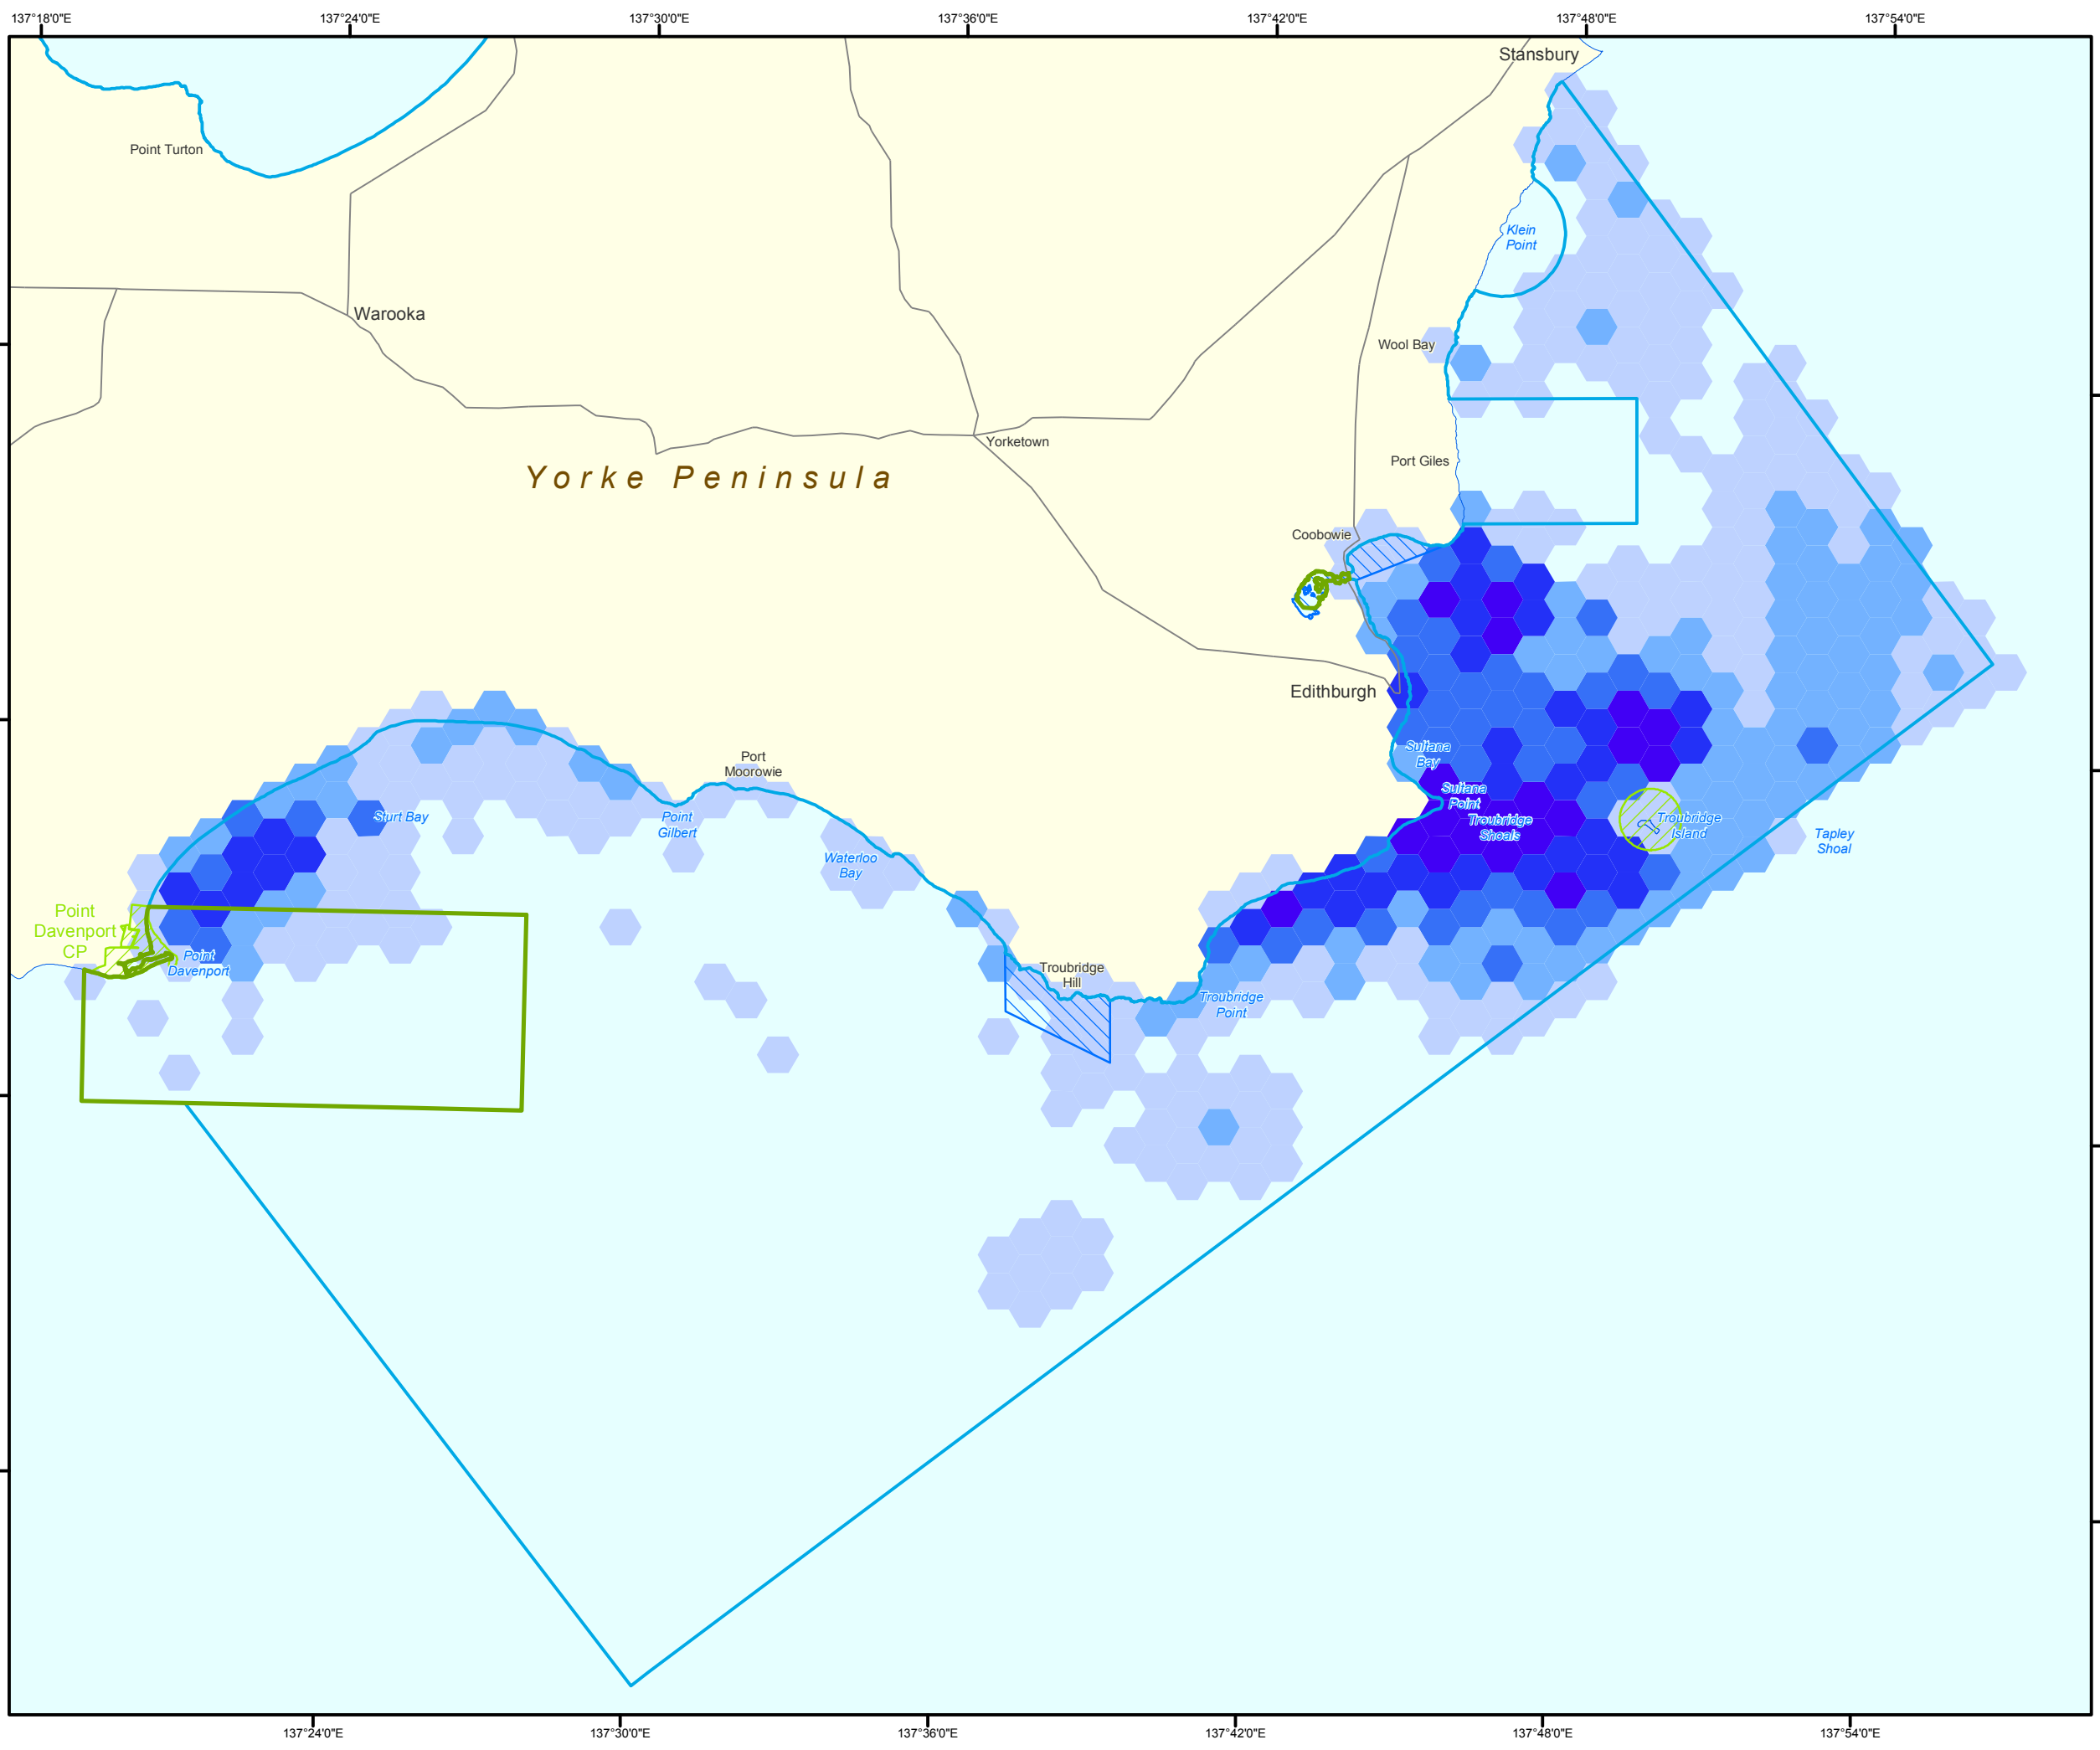 137°18'0"E
137°24'0"E
137°30'0"E
137°36'0"E
137°42'0"E
137°48'0"E
137°54'0"E
Stansbury
Point Turton
Klein
Point
Warooka
Wool Bay
Yorketown
Port Giles
Yorke Peninsula
Coobowie
Edithburgh
Sultana
Bay
Port
Moorowie
Sultana
Point
Sturt Bay
Point
Gilbert
Troubridge
Shoals
Troubridge
Island
Tapley
Shoal
Waterloo
Bay
Point
Davenport
CP
Point
Davenport
Troubridge
Hill
Troubridge
Point
137°24'0"E
137°30'0"E
137°36'0"E
137°42'0"E
137°48'0"E
137°54'0"E